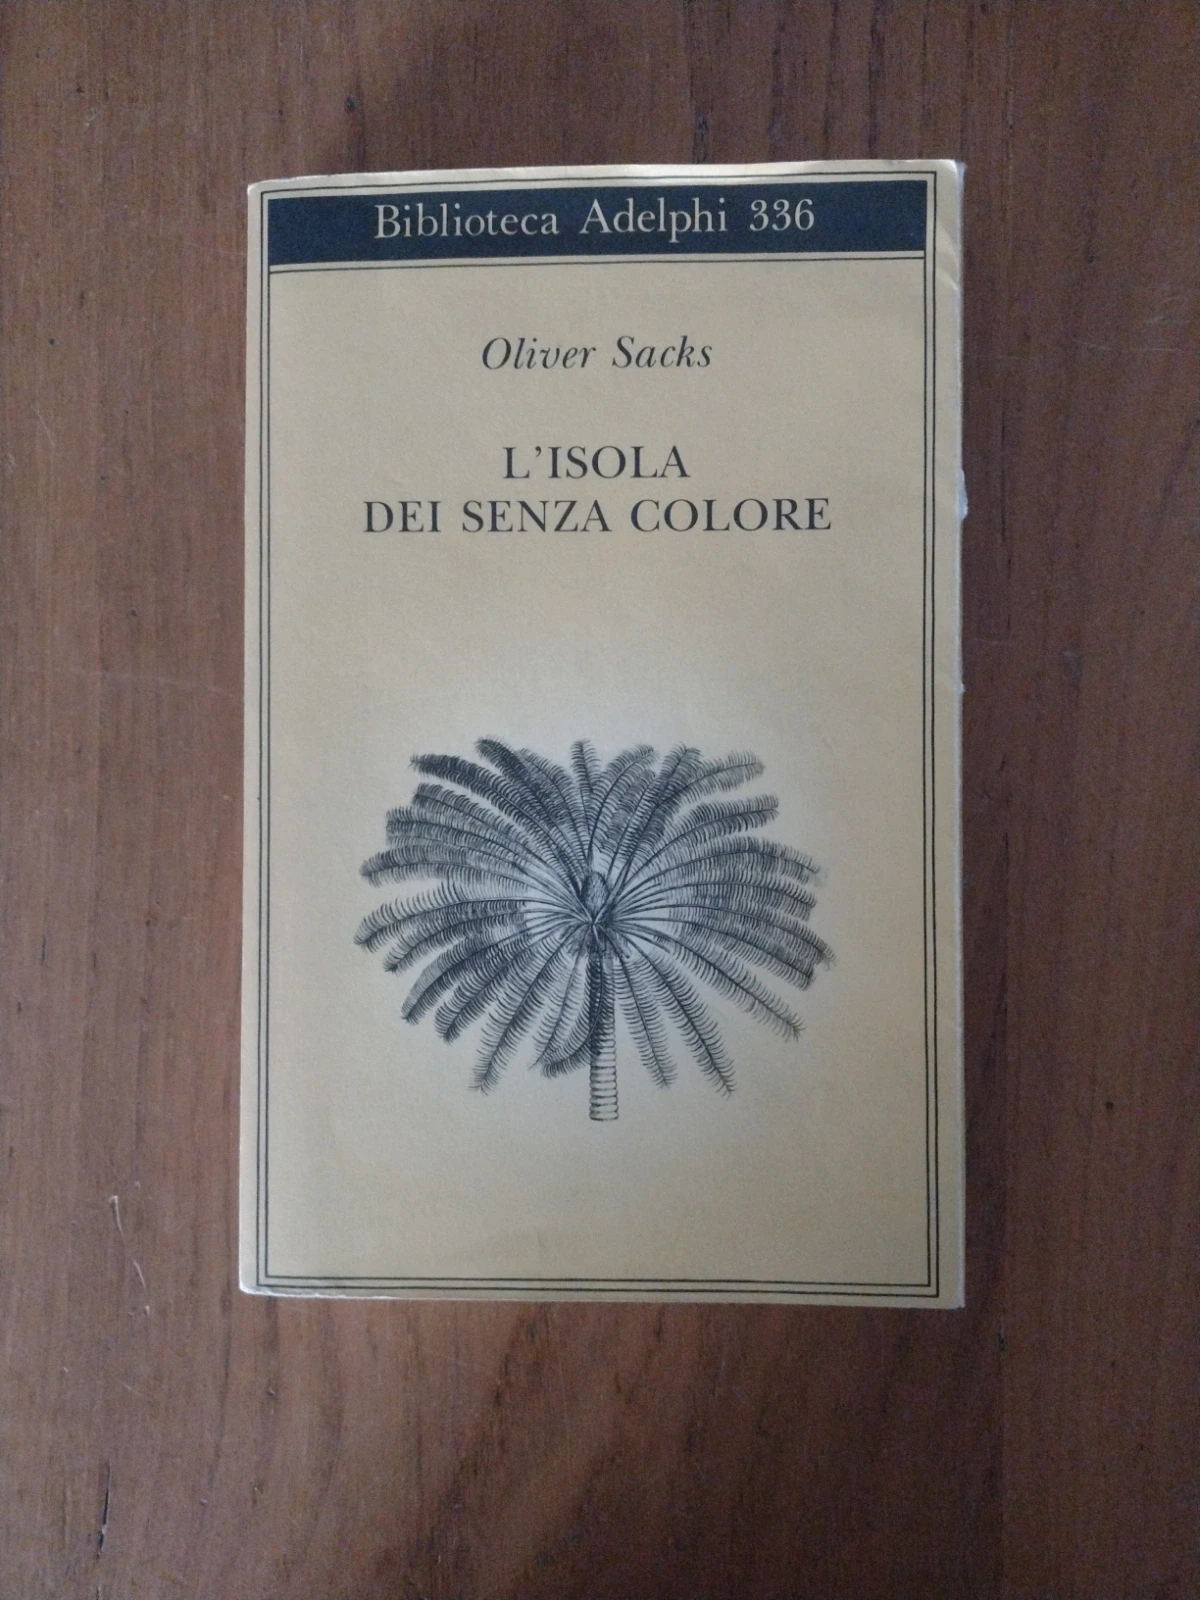 Biblioteca Adelphi 336
Oliver Sacks
L'ISOLA
DEI SENZA COLORE